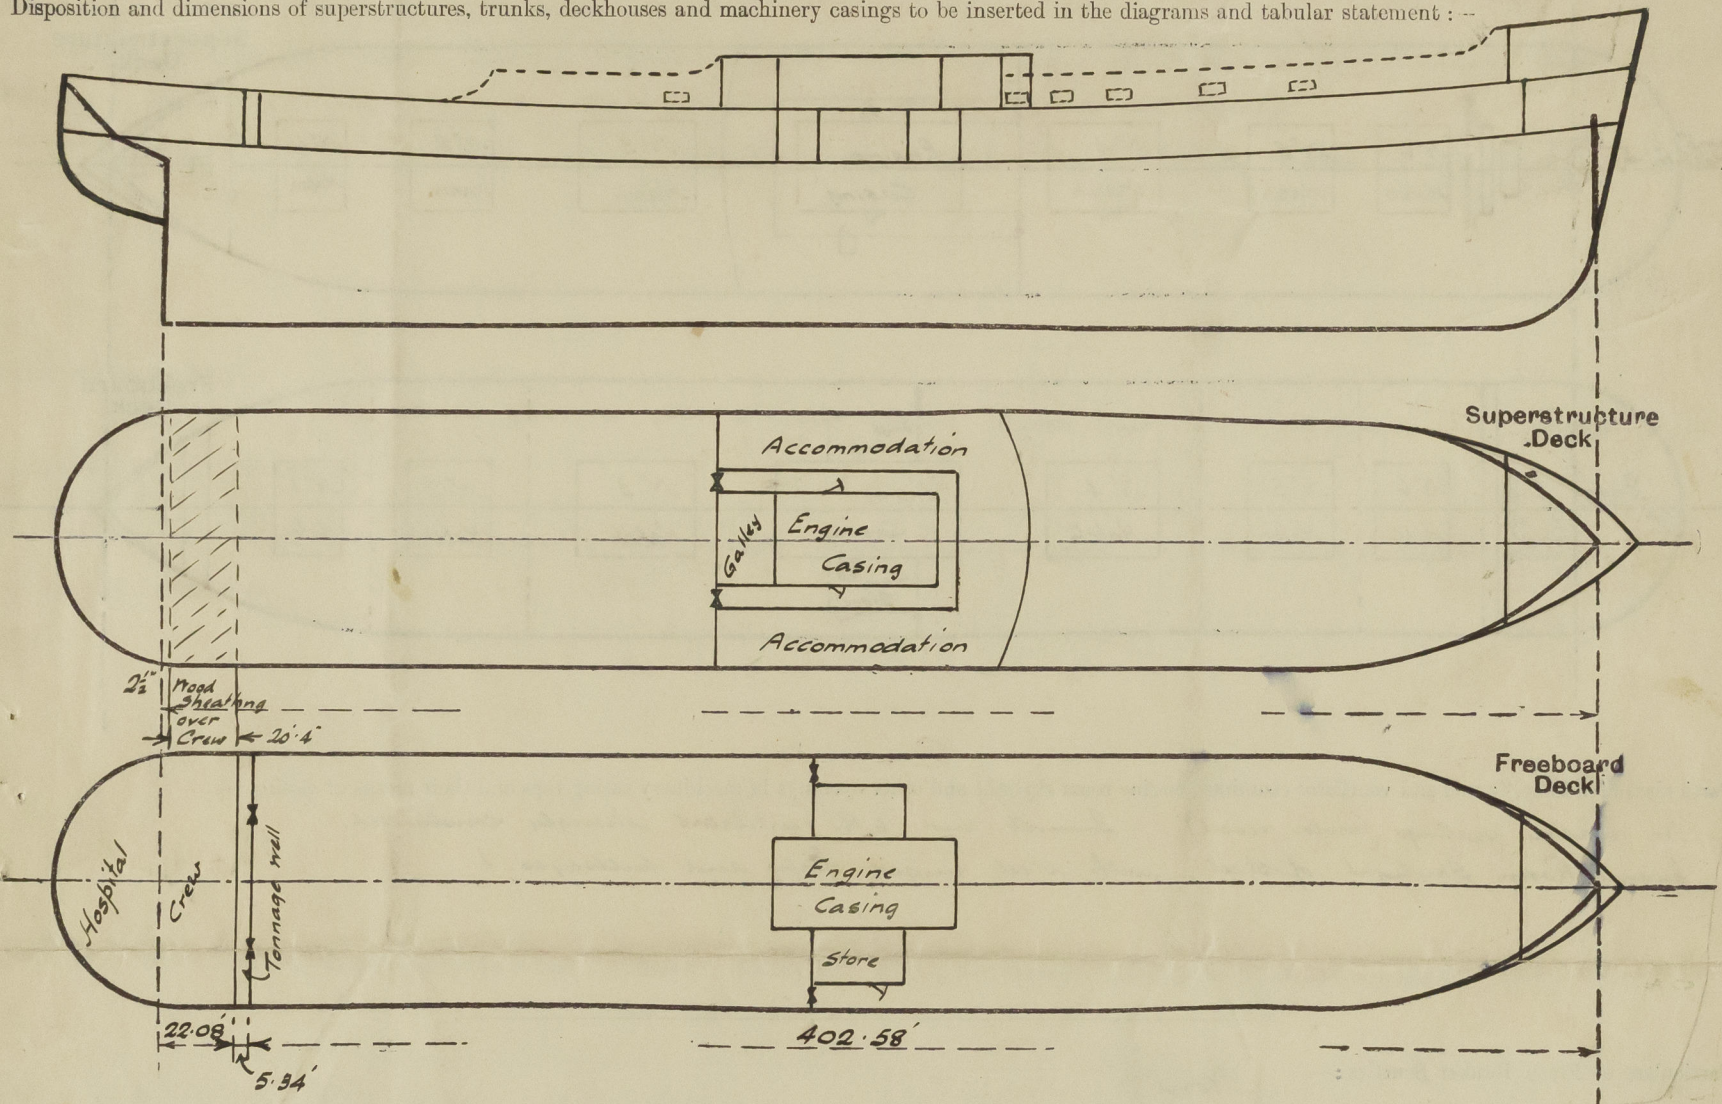 Disposition and dimensions of superstructures, trunks, deckhouses and machinery casings to be inserted in the diagrams and tabular statement : —
Superstructure
Deck
Accommodation
Galley
Engine
Casing
Accommodation
2½"
Wood
Sheathing
over
Crew
20'·4"
Freeboard
Deck
Hospital
Crew
Tonnage well
Engine
Casing
Store
22·08'
402·58'
5·34'